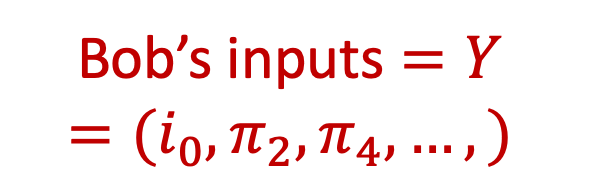 Bob’s inputs = 𝑌
= (𝑖₀, 𝜋₂, 𝜋₄, … , )